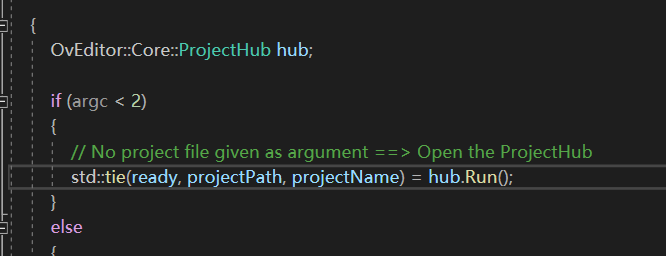 {
OvEditor::Core::ProjectHub hub;
if (argc < 2)
{
// No project file given as argument ==> Open the ProjectHub
std::tie(ready, projectPath, projectName) = hub.Run();
}
else
{